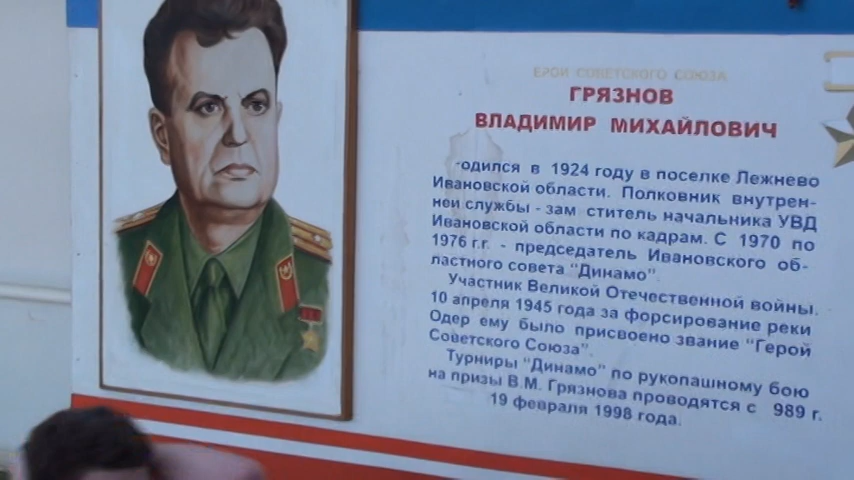 ЕРОИ СОВЕТСКОГО СОЮЗА
ГРЯЗНОВ
ВЛАДИМИР МИХАЙЛОВИЧ
одился в 1924 году в поселке Лежнево
Ивановской области. Полковник внутрен-
ней службы - зам ститель начальника УВД
Ивановской области по кадрам. С 1970 по
1976 г.г. - председатель Ивановского об-
ластного совета "Динамо".
Участник Великой Отечественной войны.
10 апреля 1945 года за форсирование реки
Одер ему было присвоено звание "Герой
Советского Союза".
Турниры "Динамо" по рукопашному бою
на призы В.М. Грязнова проводятся с 989 г.
19 февраля 1998 года.